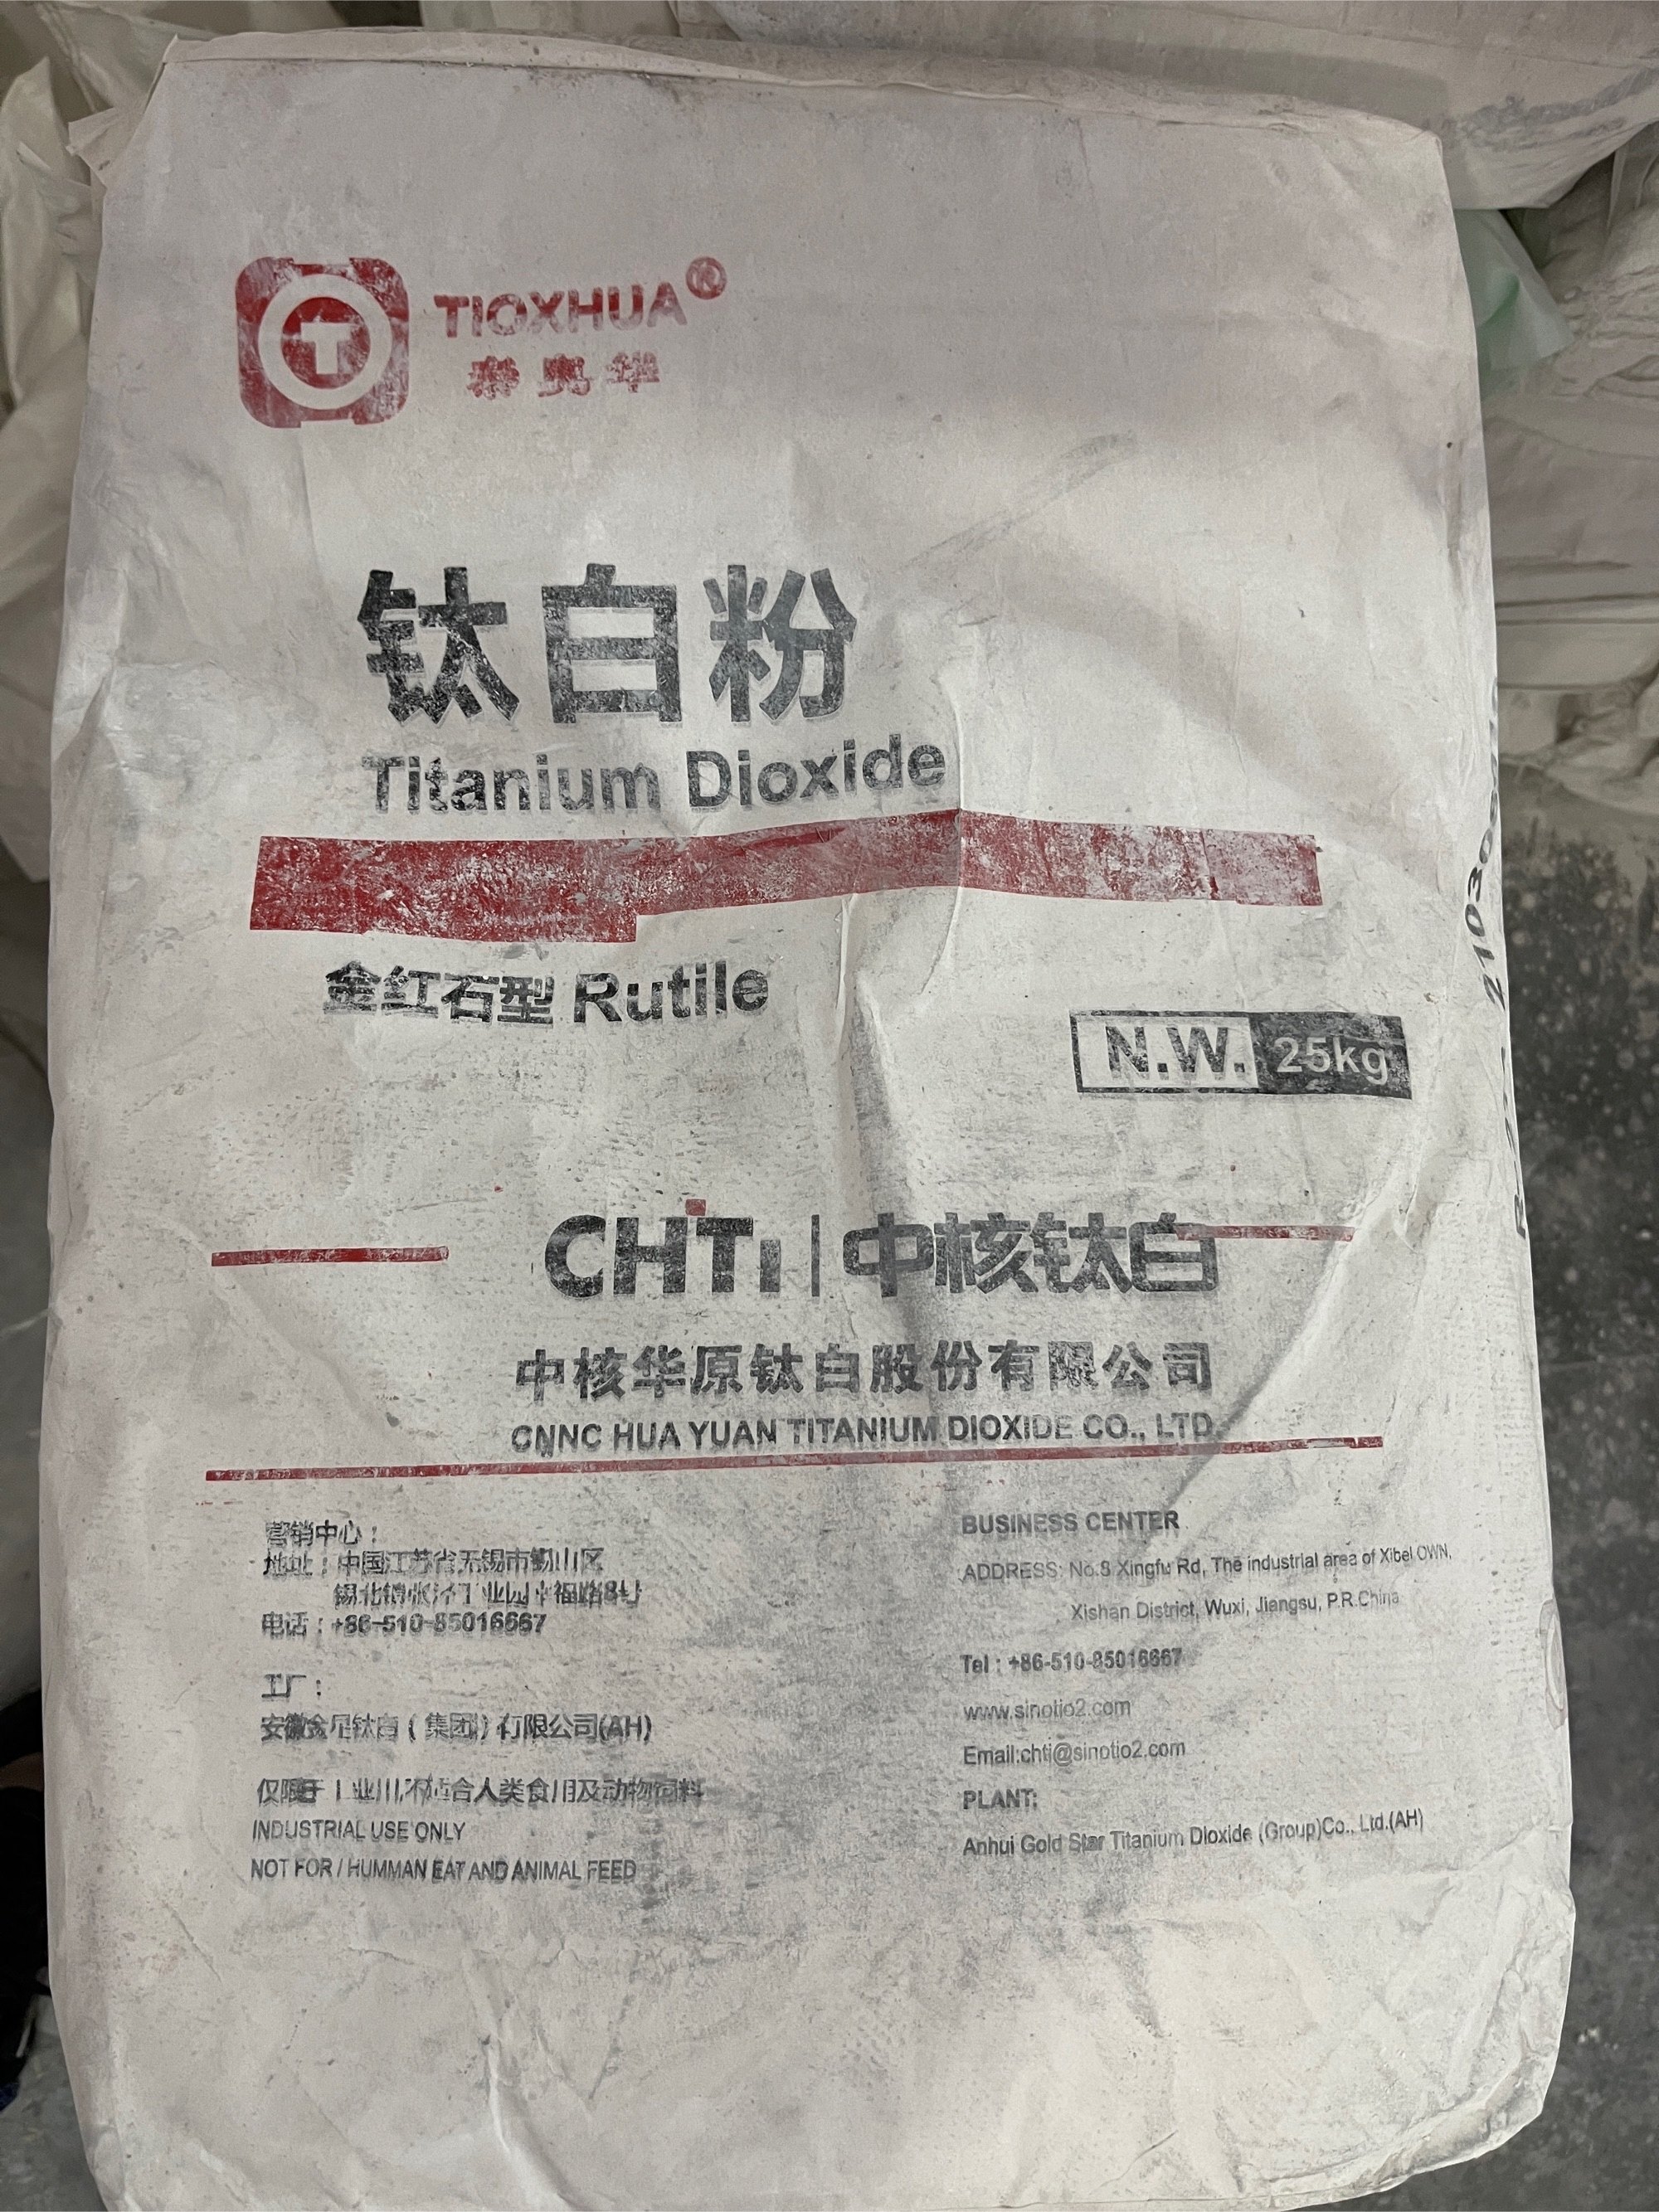 TIOXHUA®
泰奥华
钛白粉
Titanium Dioxide
金红石型 Rutile
N.W. 25kg
CHTi | 中核钛白
中核华原钛白股份有限公司
CNNC HUA YUAN TITANIUM DIOXIDE CO., LTD.
营销中心:
地址:中国江苏省无锡市锡山区
锡北镇张泾工业园幸福路8号
电话:+86-510-85016667
工厂:
安徽金星钛白(集团)有限公司(AH)
仅限于工业用,不适合人类食用及动物饲料
INDUSTRIAL USE ONLY
NOT FOR / HUMMAN EAT AND ANIMAL FEED
BUSINESS CENTER
ADDRESS: No.8 Xingfu Rd, The industrial area of Xibei OWN,
Xishan District, Wuxi, Jiangsu, P.R.China
Tel : +86-510-85016667
www.sinotio2.com
Email:chti@sinotio2.com
PLANT:
Anhui Gold Star Titanium Dioxide (Group)Co., Ltd.(AH)